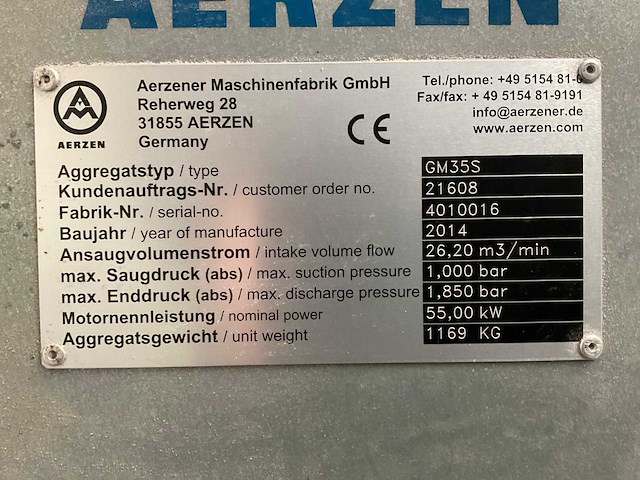 AERZEN
AERZEN
Aerzener Maschinenfabrik GmbH
Reherweg 28
31855 AERZEN
Germany
CE
Tel./phone: +49 5154 81-0
Fax/fax: + 49 5154 81-9191
info@aerzener.de
www.aerzen.com
Aggregatstyp / type GM35S
Kundenauftrags-Nr. / customer order no. 21608
Fabrik-Nr. / serial-no. 4010016
Baujahr / year of manufacture 2014
Ansaugvolumenstrom / intake volume flow 26,20 m3/min
max. Saugdruck (abs) / max. suction pressure 1,000 bar
max. Enddruck (abs) / max. discharge pressure 1,850 bar
Motornennleistung / nominal power 55,00 kW
Aggregatsgewicht / unit weight 1169 KG